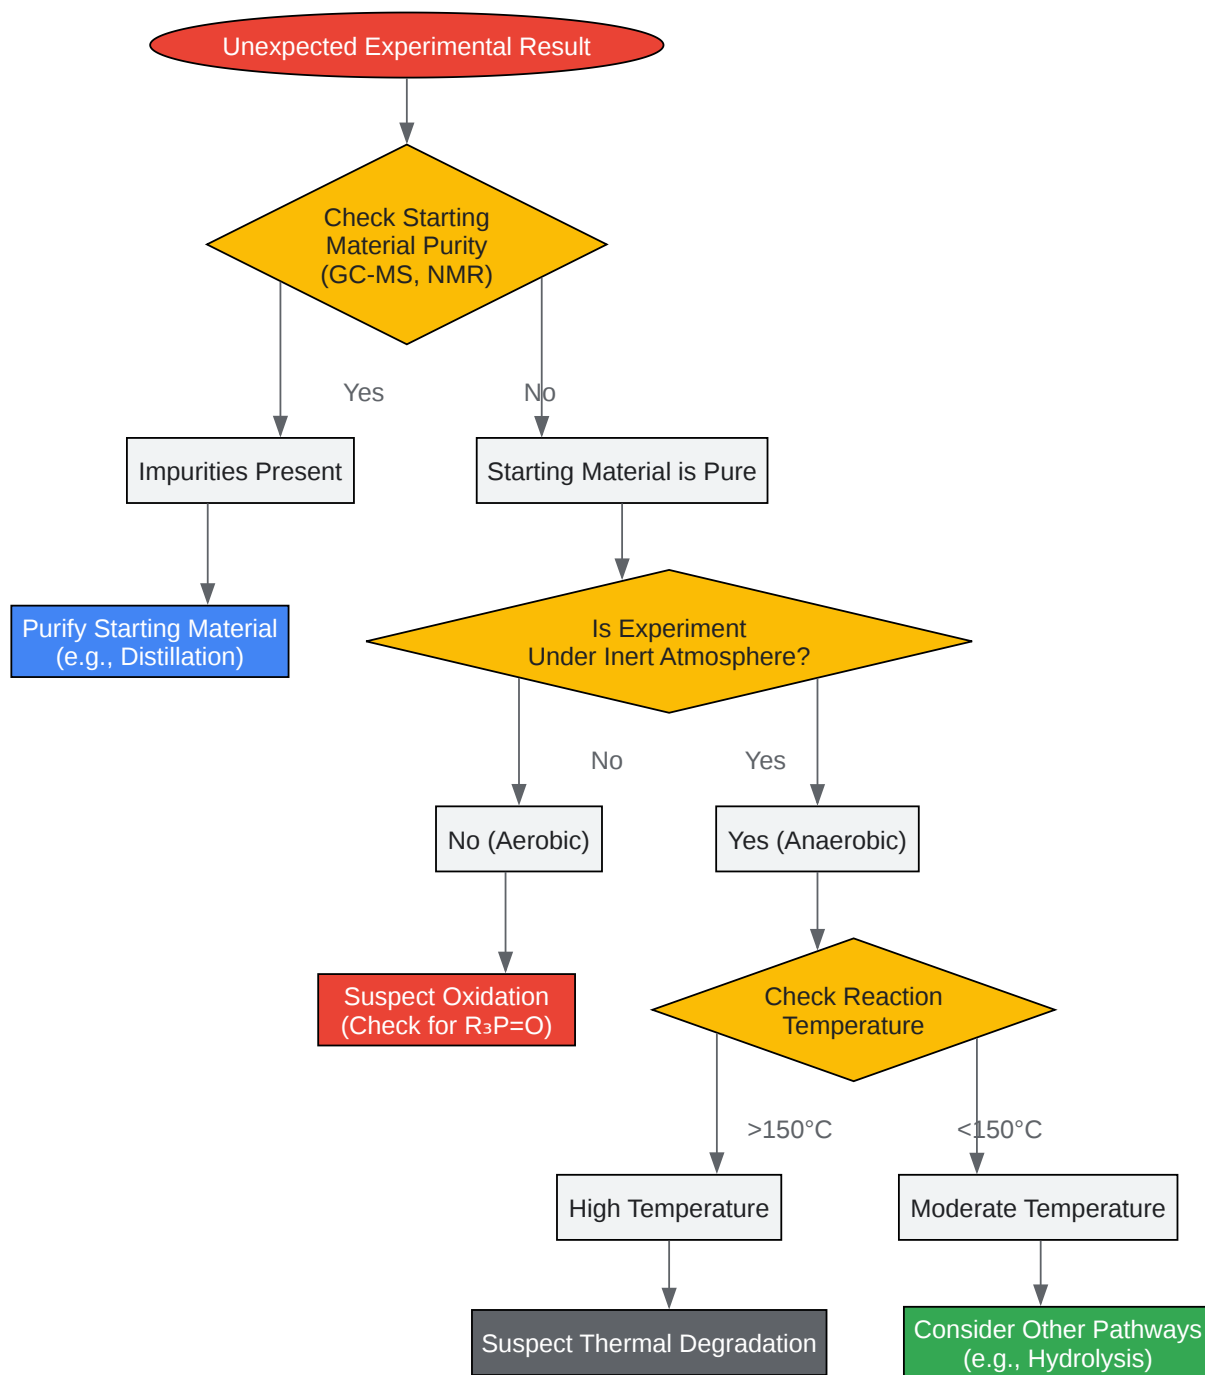 Unexpected Experimental Result
Check Starting
Material Purity
(GC-MS, NMR)
Yes
No
Impurities Present
Starting Material is Pure
Purify Starting Material
(e.g., Distillation)
Is Experiment
Under Inert Atmosphere?
No
Yes
No (Aerobic)
Yes (Anaerobic)
Suspect Oxidation
(Check for R₃P=O)
Check Reaction
Temperature
>150°C
<150°C
High Temperature
Moderate Temperature
Suspect Thermal Degradation
Consider Other Pathways
(e.g., Hydrolysis)